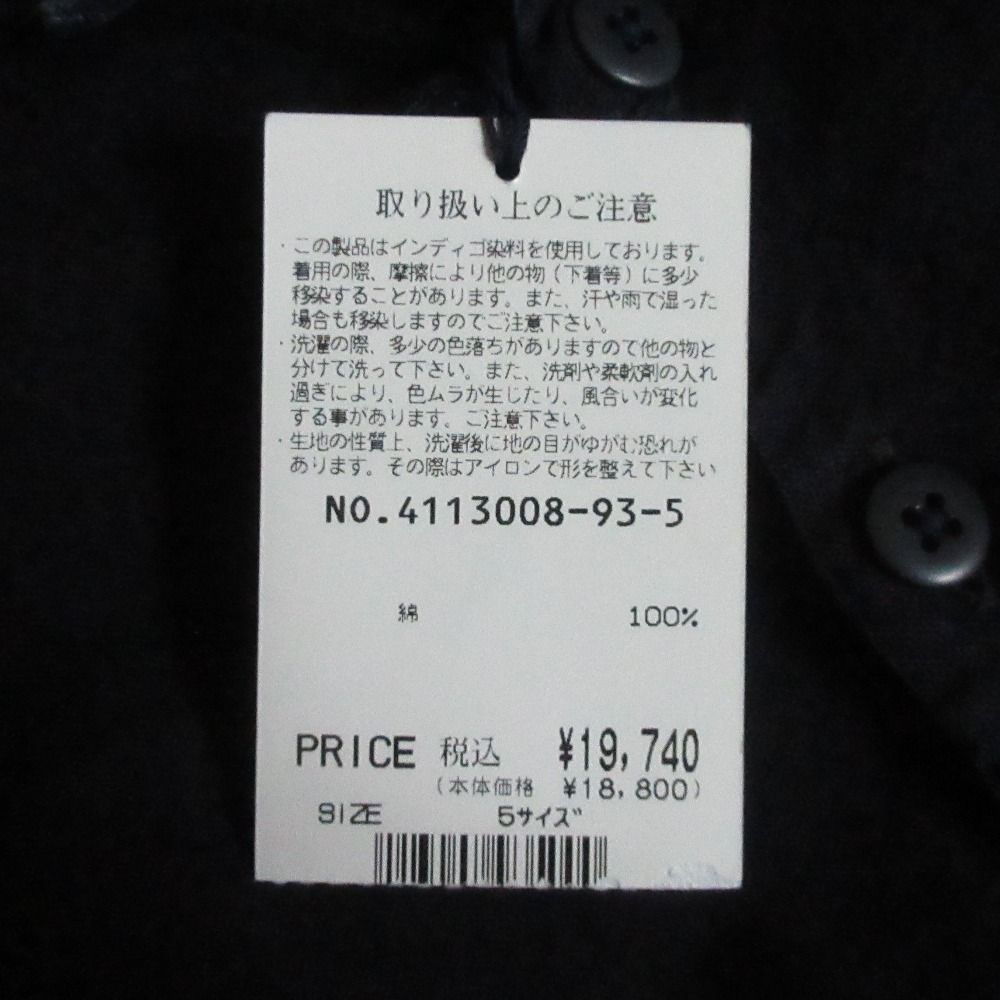 取り扱い上のご注意
・この製品はインディゴ染料を使用しております。
着用の際、摩擦により他の物(下着等)に多少
移染することがあります。また、汗や雨で湿った
場合も移染しますのでご注意下さい。
・洗濯の際、多少の色落ちがありますので他の物と
分けて洗って下さい。また、洗剤や柔軟剤の入れ
過ぎにより、色ムラが生じたり、風合いが変化
する事があります。ご注意下さい。
・生地の性質上、洗濯後に地の目がゆがむ恐れが
あります。その際はアイロンで形を整えて下さい
NO.4113008-93-5
綿 100%
PRICE 税込 ¥19,740
(本体価格 ¥18,800)
SIZE 5サイズ